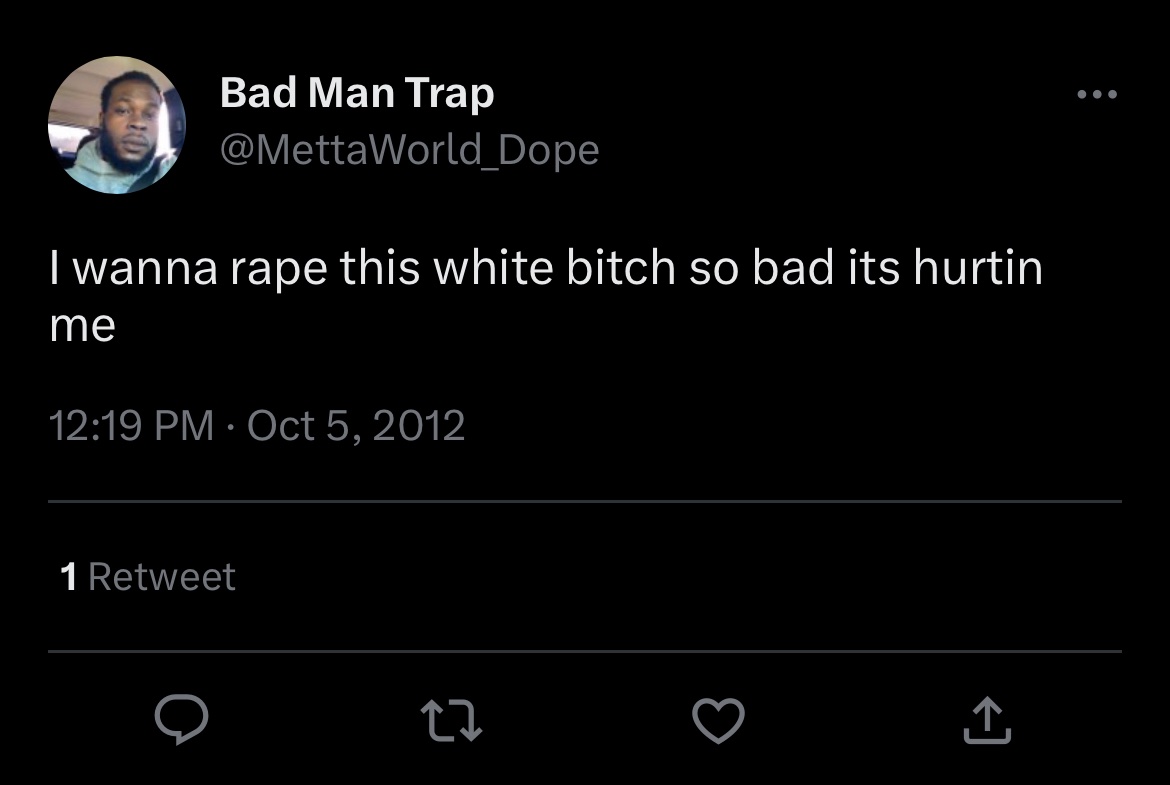 Bad Man Trap
@MettaWorld_Dope
I wanna rape this white bitch so bad its hurtin
me
12:19 PM · Oct 5, 2012
1 Retweet